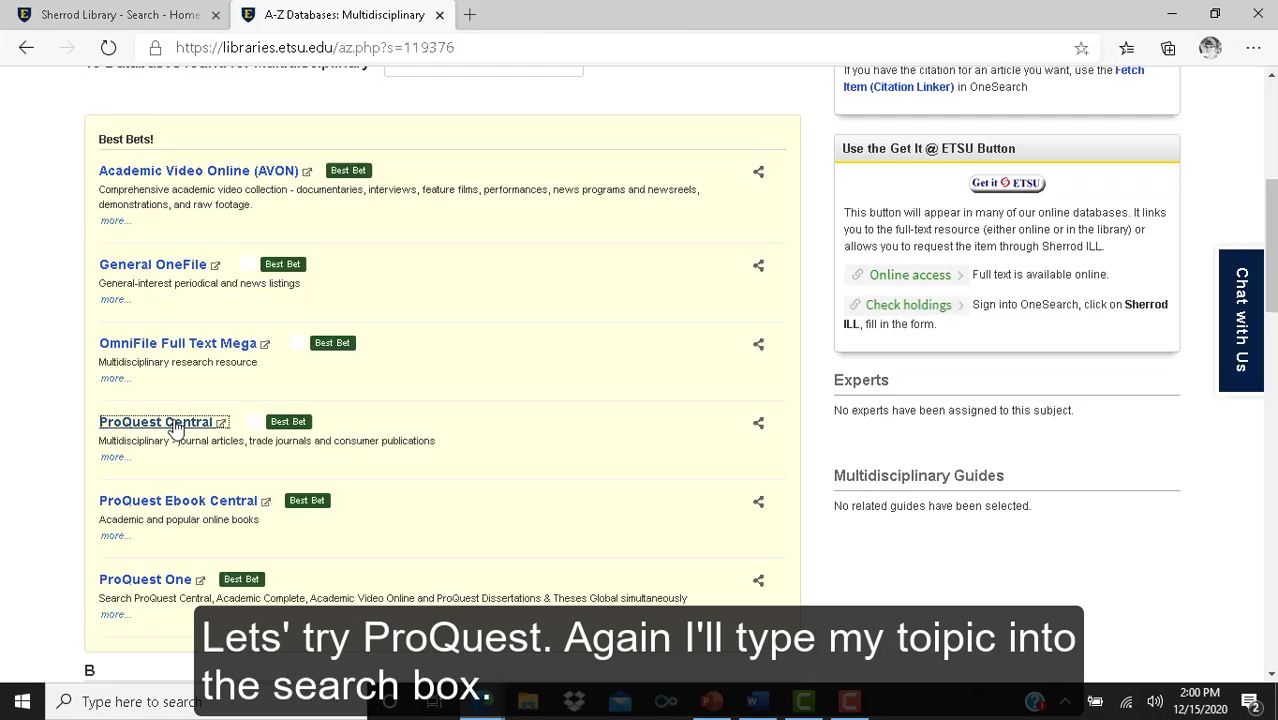 Sherrod Library - Home
A-Z Databases: Multidisciplinary
https://libraries.etsu.edu/az.php?s=119376
If you have the citation for an article you want, use the Fetch
Item (Citation Linker) in OneSearch
Best Bets!
Academic Video Online (AVON) Best Bet
Comprehensive academic video collection - documentaries, interviews, feature films, performances, news programs and newsreels,
demonstrations, and raw footage.
more...
General OneFile Best Bet
General-interest periodical and news listings
more...
OmniFile Full Text Mega Best Bet
Multidisciplinary research resource
more...
ProQuest Central Best Bet
Multidisciplinary - journal articles, trade journals and consumer publications
more...
ProQuest Ebook Central Best Bet
Academic and popular online books
more...
ProQuest One Best Bet
Search ProQuest Central, Academic Complete, Academic Video Online and ProQuest Dissertations & Theses Global simultaneously
more...
B
Use the Get It @ ETSU Button
Get it ETSU
This button will appear in many of our online databases. It links
you to the full-text resource (either online or in the library) or
allows you to request the item through Sherrod ILL.
Online access Full text is available online.
Check holdings Sign into OneSearch, click on Sherrod
ILL, fill in the form.
Experts
No experts have been assigned to this subject.
Multidisciplinary Guides
No related guides have been selected.
Chat with Us
Lets' try ProQuest. Again I'll type my toipic into
the search box.
Type here to search
2:00 PM
12/15/2020
2